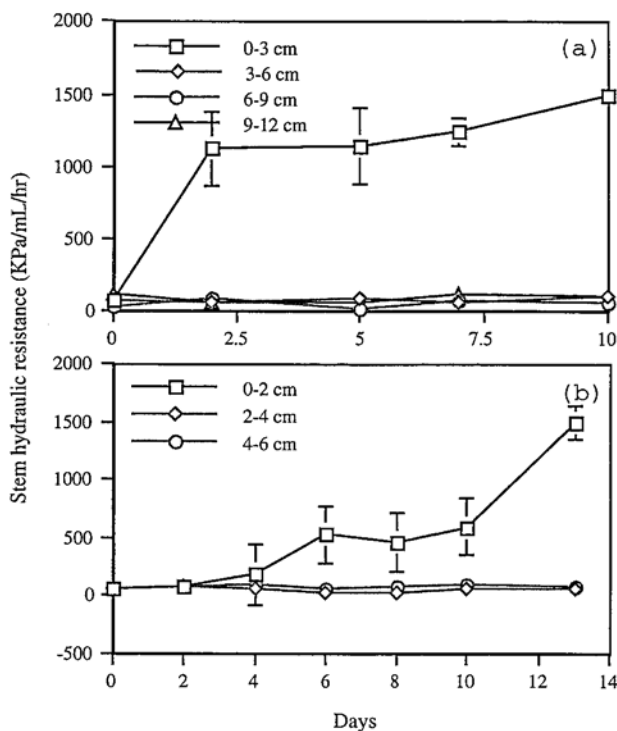 Stem hydraulic resistance (KPa/mL/hr)
2000
1500
1000
500
0
(a)
0-3 cm
3-6 cm
6-9 cm
9-12 cm
0
2.5
5
7.5
10
2000
1500
1000
500
0
-500
(b)
0-2 cm
2-4 cm
4-6 cm
0
2
4
6
8
10
12
14
Days